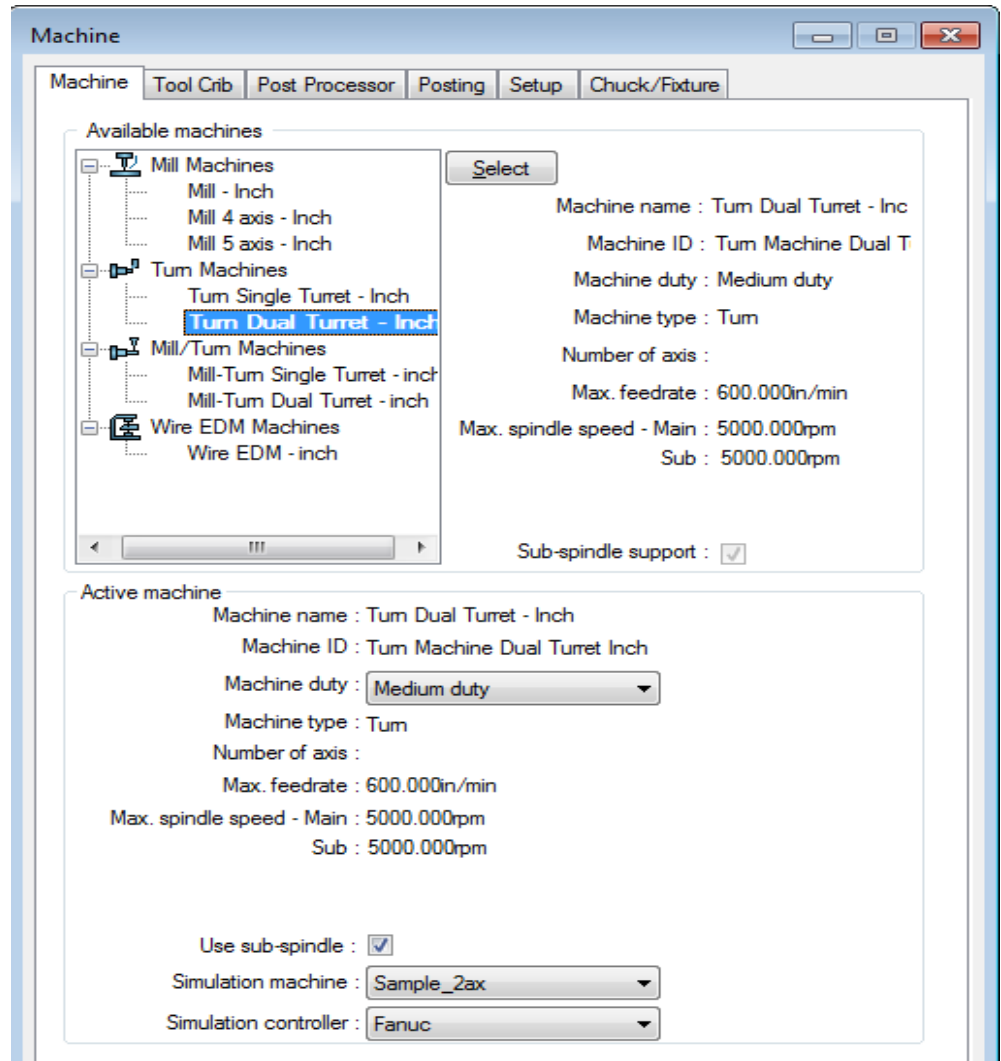 Machine
Machine Tool Crib Post Processor Posting Setup Chuck/Fixture
Available machines
Mill Machines
Mill - Inch
Mill 4 axis - Inch
Mill 5 axis - Inch
Turn Machines
Turn Single Turret - Inch
Turn Dual Turret - Inch
Mill/Turn Machines
Mill-Turn Single Turret - inch
Mill-Turn Dual Turret - inch
Wire EDM Machines
Wire EDM - inch
Select
Machine name : Turn Dual Turret - Inc
Machine ID : Turn Machine Dual T
Machine duty : Medium duty
Machine type : Turn
Number of axis :
Max. feedrate : 600.000in/min
Max. spindle speed - Main : 5000.000rpm
Sub : 5000.000rpm
Sub-spindle support :
Active machine
Machine name : Turn Dual Turret - Inch
Machine ID : Turn Machine Dual Turret Inch
Machine duty : Medium duty
Machine type : Turn
Number of axis :
Max. feedrate : 600.000in/min
Max. spindle speed - Main : 5000.000rpm
Sub : 5000.000rpm
Use sub-spindle :
Simulation machine : Sample_2ax
Simulation controller : Fanuc